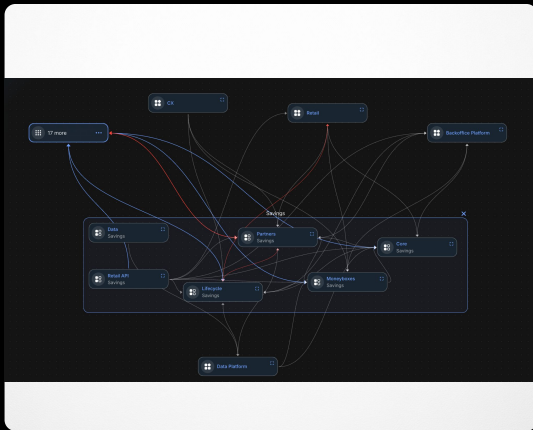 CX
Retail
17 more
Backoffice Platform
Savings
Data
Savings
Partners
Savings
Core
Savings
Retail API
Savings
Lifecycle
Savings
Moneyboxes
Savings
Data Platform